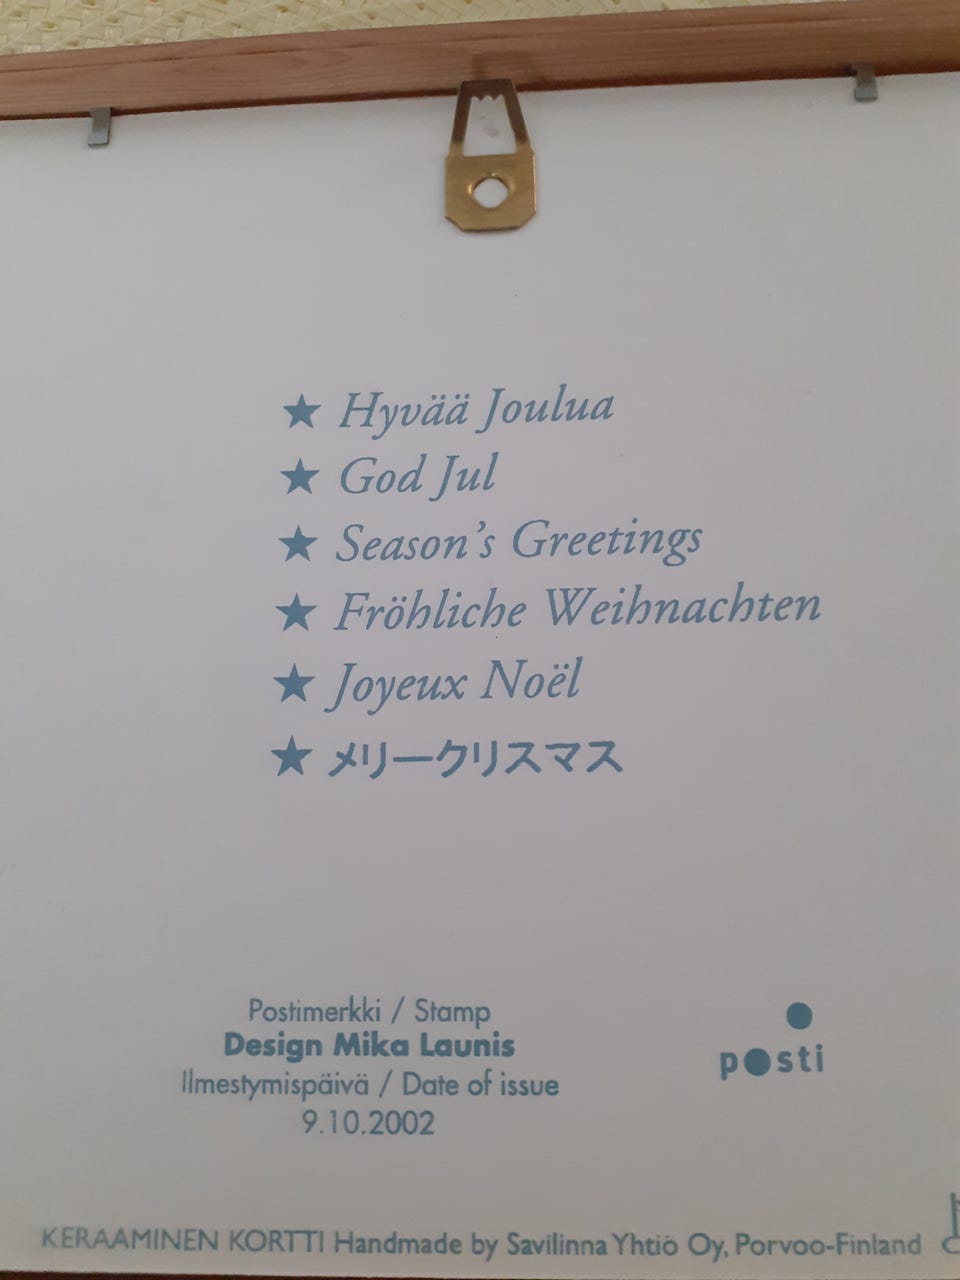 ★ Hyvää Joulua
★ God Jul
★ Season's Greetings
★ Fröhliche Weihnachten
★ Joyeux Noël
★ メリークリスマス
Postimerkki / Stamp
Design Mika Launis
Ilmestymispäivä / Date of issue
9.10.2002
posti
KERAAMINEN KORTTI Handmade by Savilinna Yhtiö Oy, Porvoo-Finland